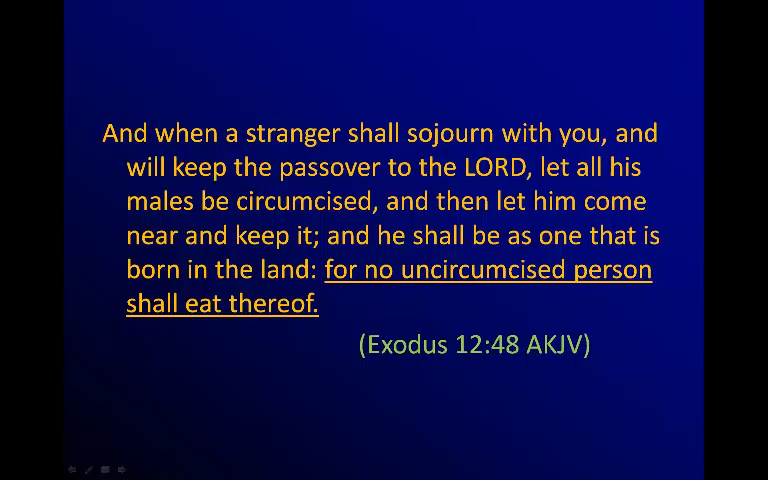 And when a stranger shall sojourn with you, and
will keep the passover to the LORD, let all his
males be circumcised, and then let him come
near and keep it; and he shall be as one that is
born in the land: for no uncircumcised person
shall eat thereof.
(Exodus 12:48 AKJV)